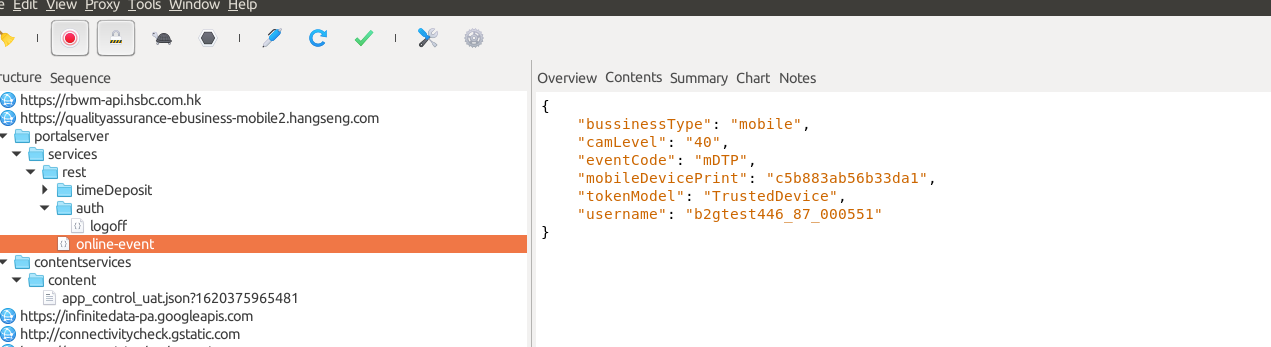 e Edit View Proxy Tools Window Help
ructure Sequence
Overview Contents Summary Chart Notes
https://rbwm-api.hsbc.com.hk
https://qualityassurance-ebusiness-mobile2.hangseng.com
portalserver
services
rest
timeDeposit
auth
logoff
online-event
contentservices
content
app_control_uat.json?1620375965481
https://infinitedata-pa.googleapis.com
http://connectivitycheck.gstatic.com
{
"bussinessType": "mobile",
"camLevel": "40",
"eventCode": "mDTP",
"mobileDevicePrint": "c5b883ab56b33da1",
"tokenModel": "TrustedDevice",
"username": "b2gtest446_87_000551"
}